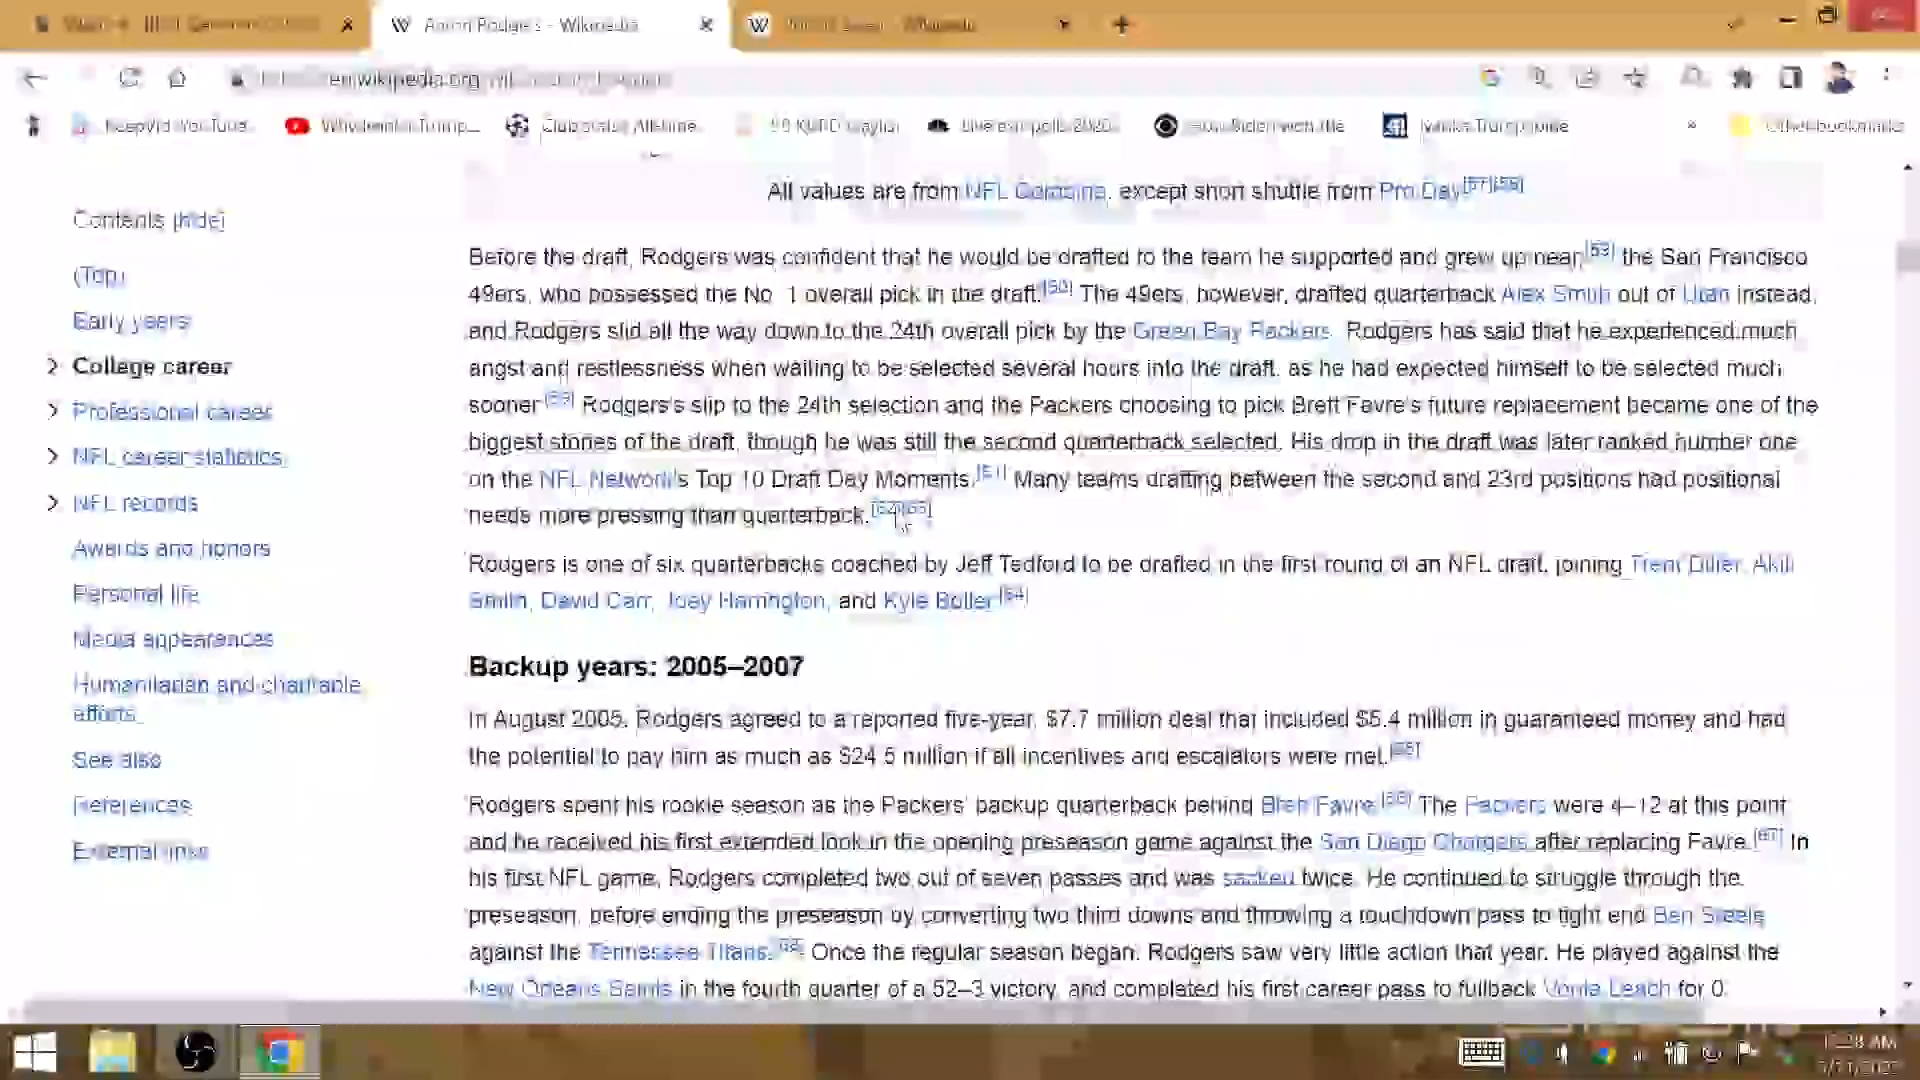 Aaron Rodgers - Wikipedia
Wikipedia
en.wikipedia.org
KeepVid YouTube
Club status All-time
Live exit polls 2020
Other bookmarks
All values are from NFL Combine, except short shuttle from Pro Day
Contents [hide]
(Top)
Early years
College career
Professional career
NFL career statistics
NFL records
Awards and honors
Personal life
Media appearances
Humanitarian and charitable
efforts
See also
References
External links
Before the draft, Rodgers was confident that he would be drafted to the team he supported and grew up near, the San Francisco
49ers, who possessed the No. 1 overall pick in the draft. The 49ers, however, drafted quarterback Alex Smith out of Utah instead,
and Rodgers slid all the way down to the 24th overall pick by the Green Bay Packers. Rodgers has said that he experienced much
angst and restlessness when waiting to be selected several hours into the draft, as he had expected himself to be selected much
sooner. Rodgers's slip to the 24th selection and the Packers choosing to pick Brett Favre's future replacement became one of the
biggest stories of the draft, though he was still the second quarterback selected. His drop in the draft was later ranked number one
on the NFL Network's Top 10 Draft Day Moments. Many teams drafting between the second and 23rd positions had positional
needs more pressing than quarterback.
Rodgers is one of six quarterbacks coached by Jeff Tedford to be drafted in the first round of an NFL draft, joining Trent Dilfer, Akili
Smith, David Carr, Joey Harrington, and Kyle Boller.[64]
Backup years: 2005–2007
In August 2005, Rodgers agreed to a reported five-year, $7.7 million deal that included $5.4 million in guaranteed money and had
the potential to pay him as much as $24.5 million if all incentives and escalators were met.[65]
Rodgers spent his rookie season as the Packers' backup quarterback behind Brett Favre.[66] The Packers were 4–12 at this point
and he received his first extended look in the opening preseason game against the San Diego Chargers after replacing Favre.[67] In
his first NFL game, Rodgers completed two out of seven passes and was sacked twice. He continued to struggle through the
preseason, before ending the preseason by converting two third downs and throwing a touchdown pass to tight end Ben Steele
against the Tennessee Titans.[68] Once the regular season began, Rodgers saw very little action that year. He played against the
New Orleans Saints in the fourth quarter of a 52–3 victory, and completed his first career pass to fullback Vonta Leach for 0
AM